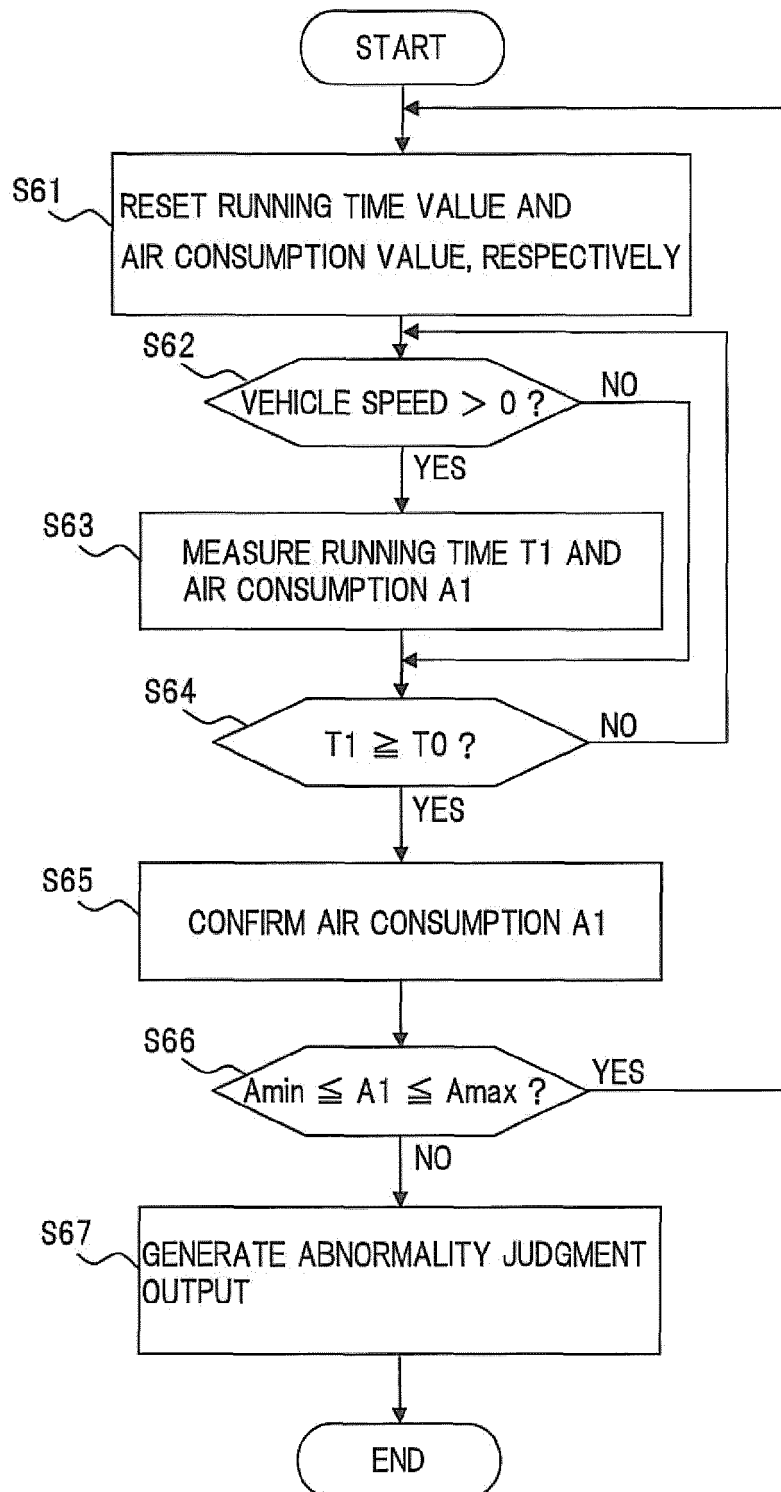 START
S61
RESET RUNNING TIME VALUE AND
AIR CONSUMPTION VALUE, RESPECTIVELY
S62
VEHICLE SPEED > 0 ?
NO
YES
S63
MEASURE RUNNING TIME T1 AND
AIR CONSUMPTION A1
S64
T1 ≧ T0 ?
NO
YES
S65
CONFIRM AIR CONSUMPTION A1
S66
Amin ≦ A1 ≦ Amax ?
YES
NO
S67
GENERATE ABNORMALITY JUDGMENT
OUTPUT
END